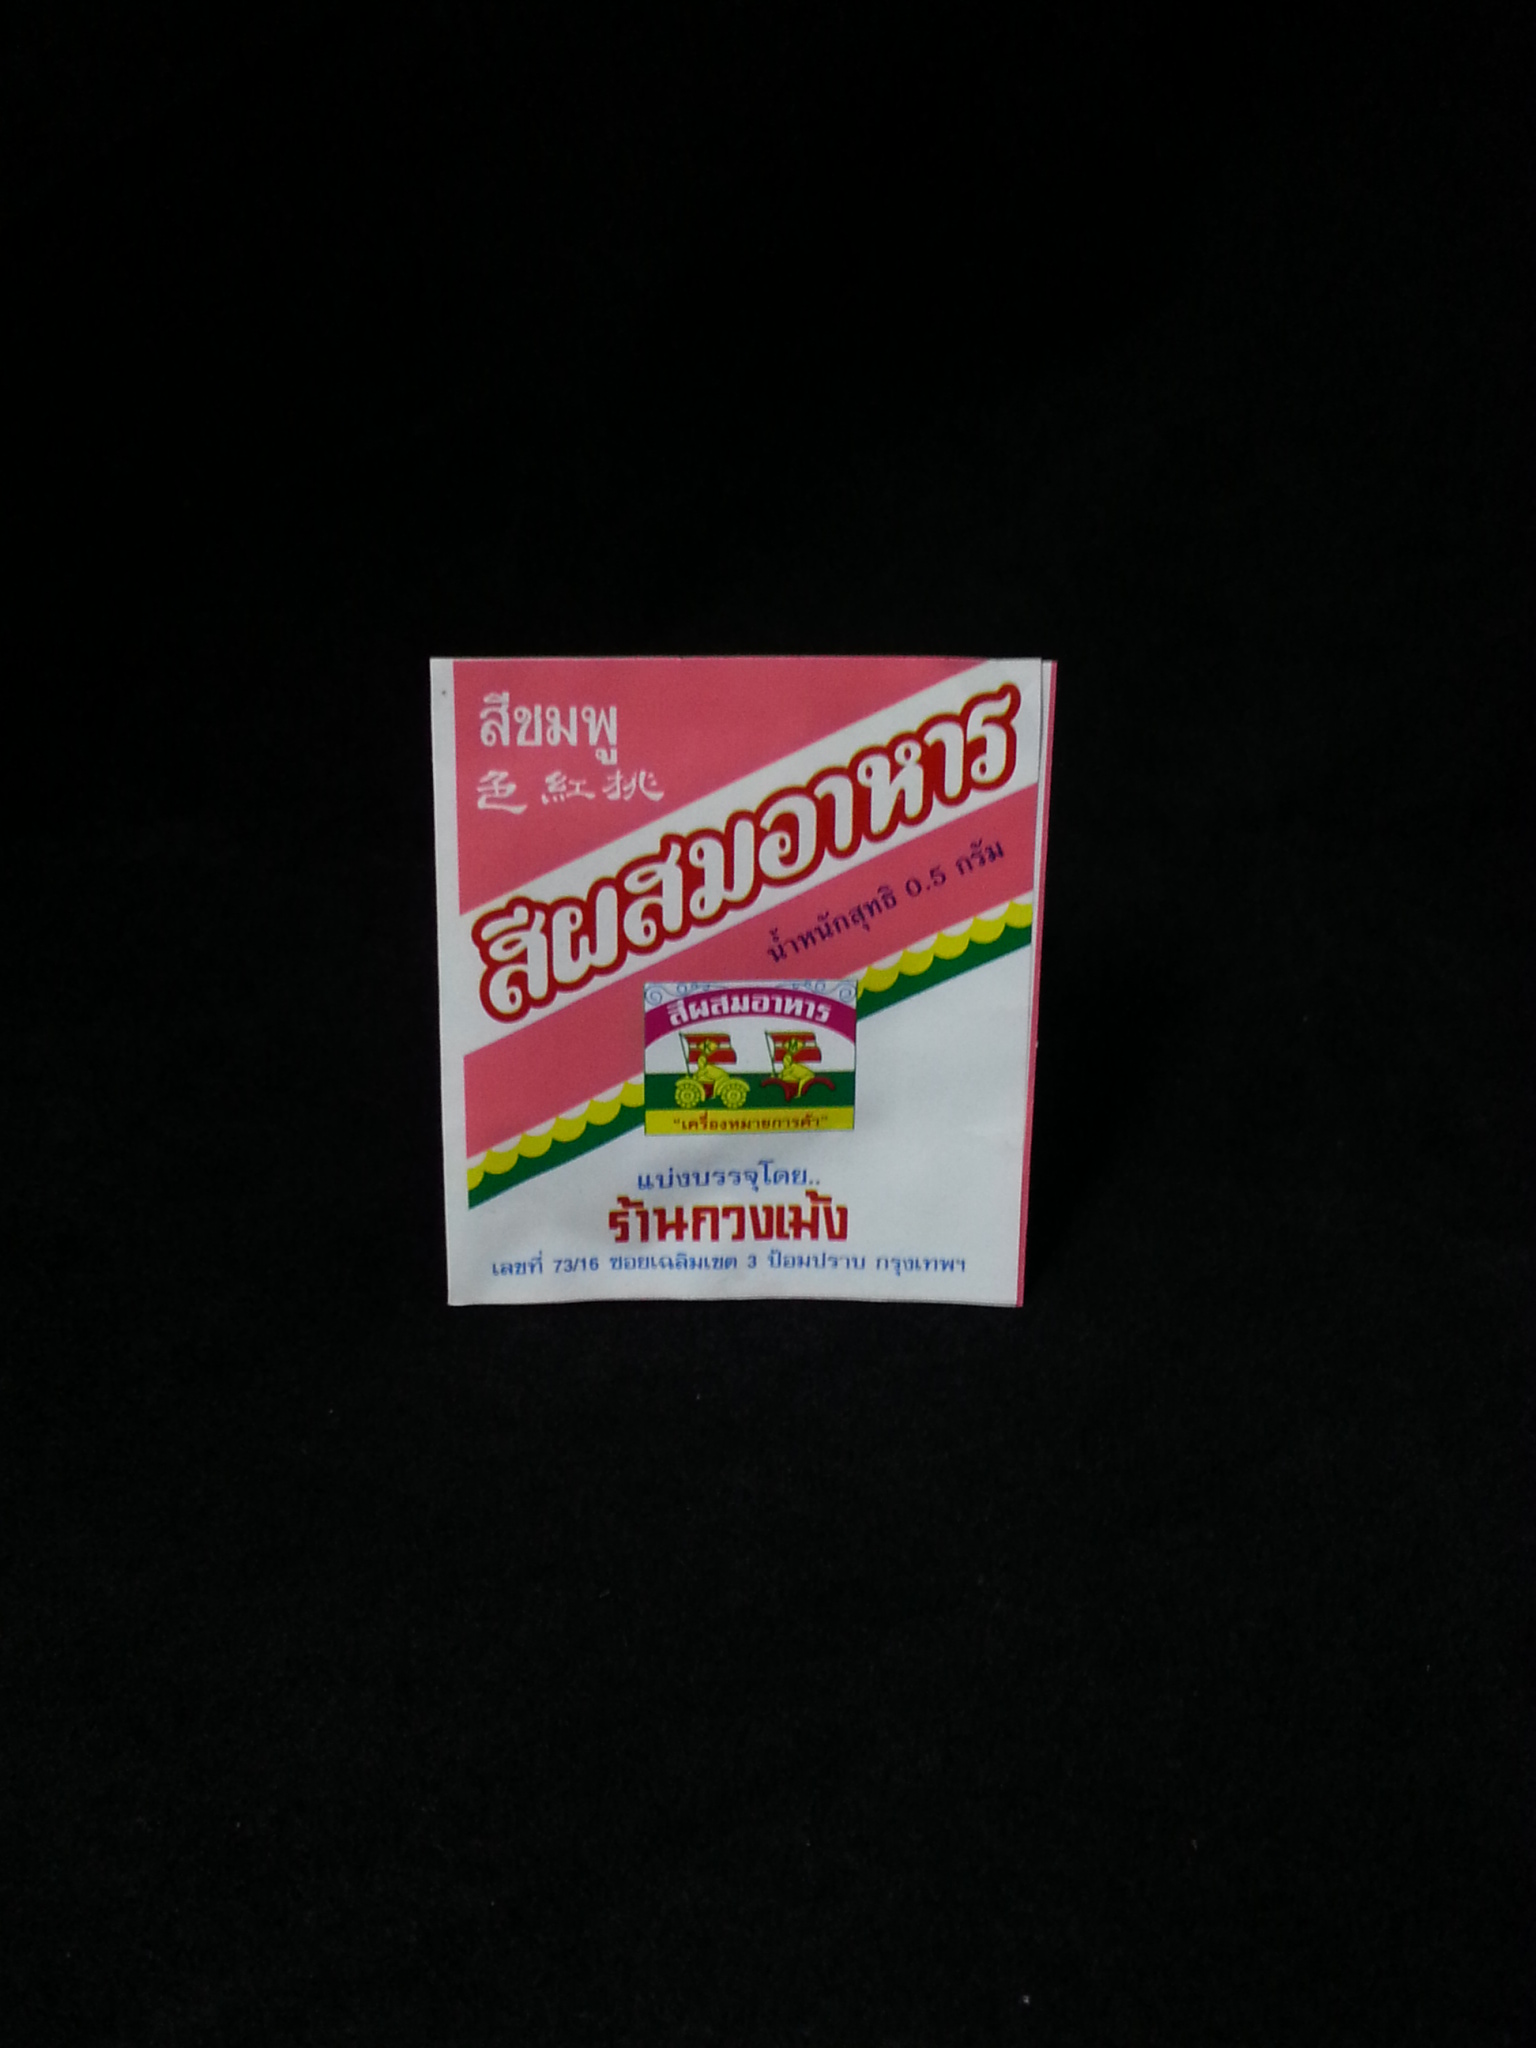 สีชมพู
色紅挑
สีผสมอาหาร
น้ำหนักสุทธิ 0.5 กรัม
สีผสมอาหาร
K M
"เครื่องหมายการค้า"
แบ่งบรรจุโดย..
ร้านกวงเม้ง
เลขที่ 73/16 ซอยเฉลิมเขต 3 ป้อมปราบ กรุงเทพฯ